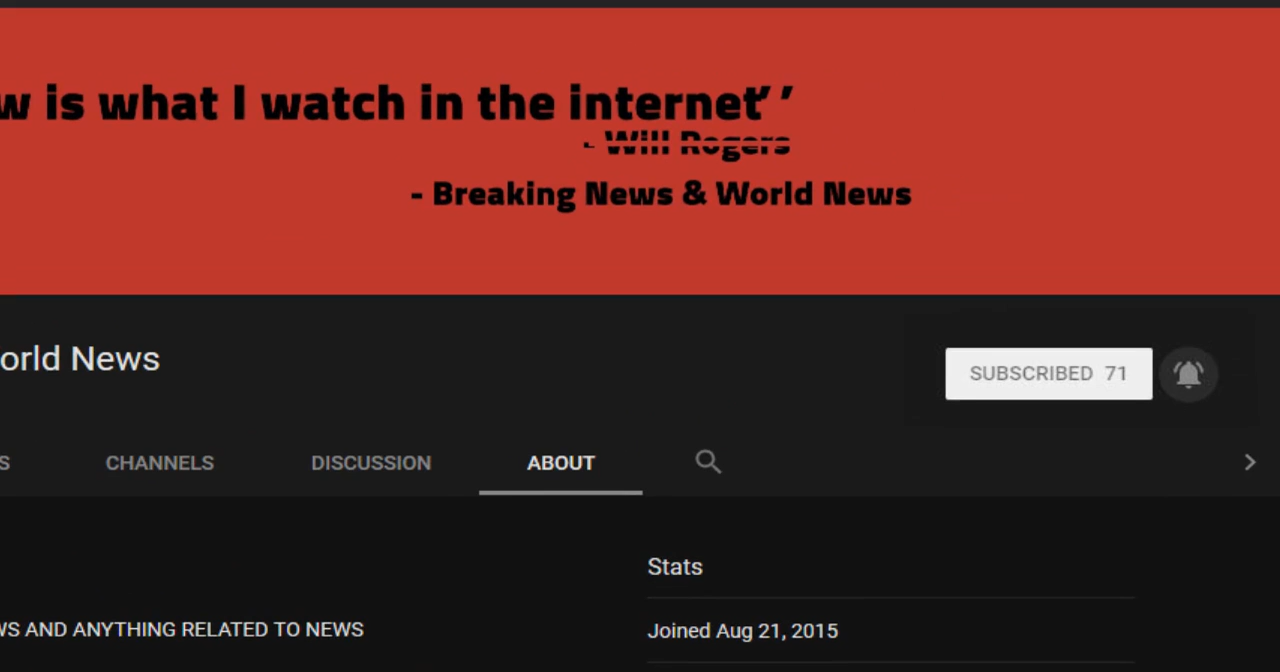 w is what I watch in the internet’’
- Will Rogers
- Breaking News & World News
orld News
SUBSCRIBED 71
S CHANNELS DISCUSSION ABOUT
Stats
WS AND ANYTHING RELATED TO NEWS
Joined Aug 21, 2015